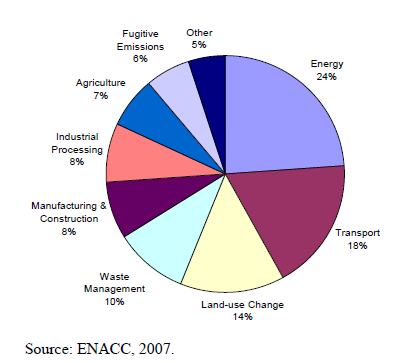 Fugitive
Emissions
6%
Other
5%
Energy
24%
Agriculture
7%
Industrial
Processing
8%
Manufacturing &
Construction
8%
Transport
18%
Waste
Management
10%
Land-use Change
14%
Source: ENACC, 2007.